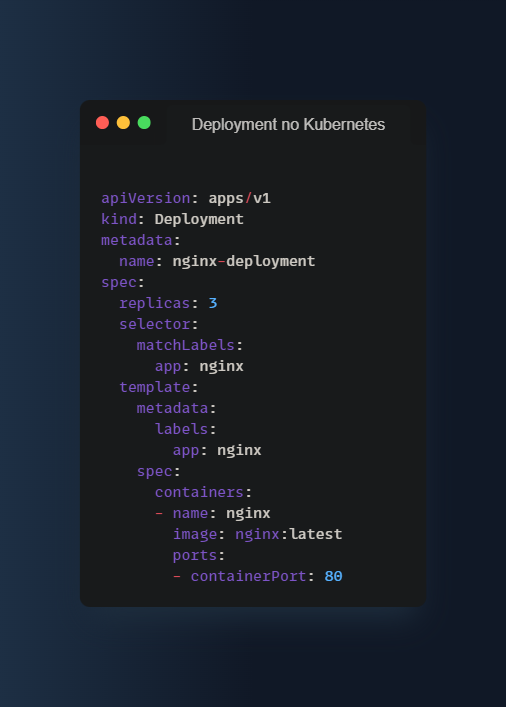 Deployment no Kubernetes
apiVersion: apps/v1
kind: Deployment
metadata:
  name: nginx-deployment
spec:
  replicas: 3
  selector:
    matchLabels:
      app: nginx
  template:
    metadata:
      labels:
        app: nginx
    spec:
      containers:
      - name: nginx
        image: nginx:latest
        ports:
        - containerPort: 80